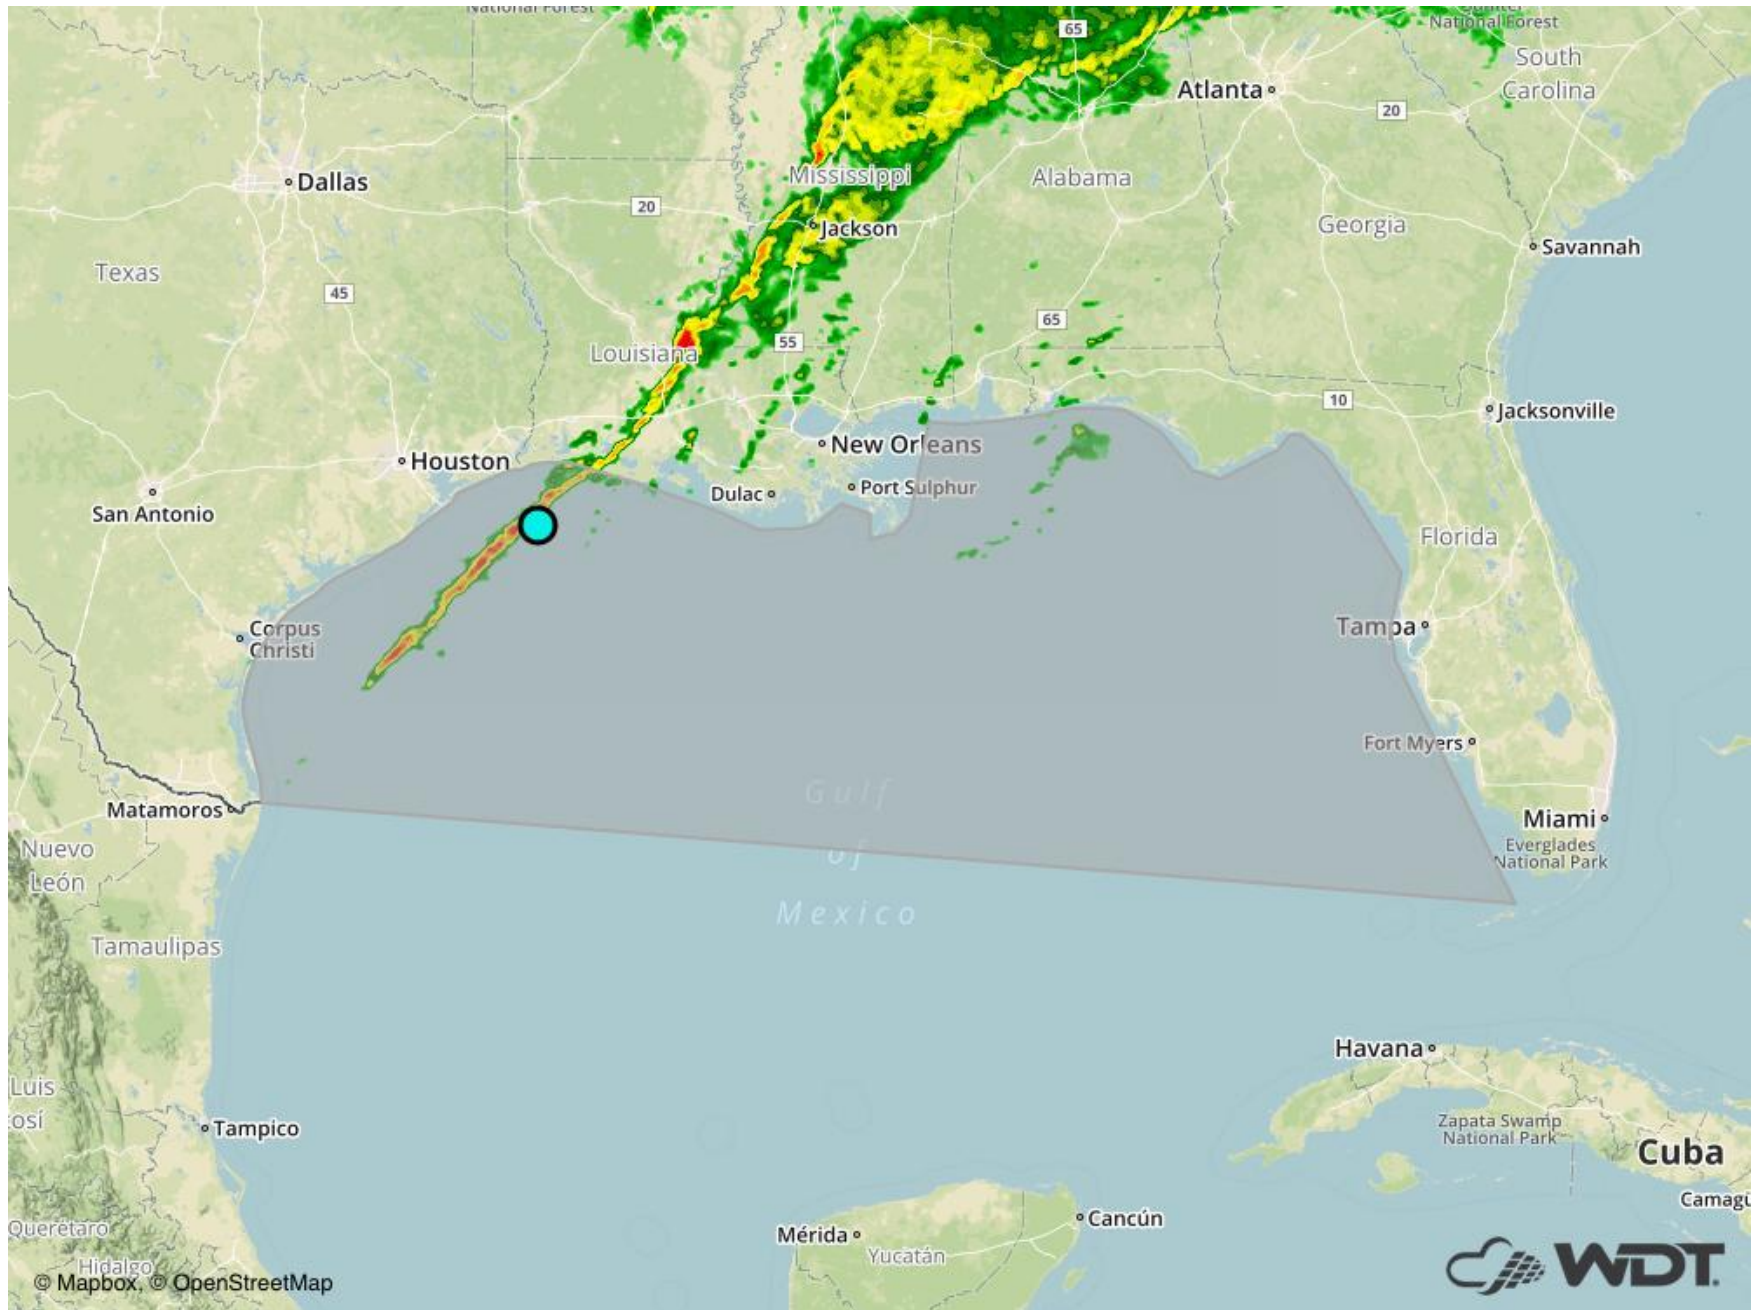 National Forest
65
National Forest
South
Carolina
Atlanta
20
Dallas
Mississippi
Alabama
20
Jackson
Georgia
Savannah
Texas
45
65
55
Louisiana
10
Jacksonville
New Orleans
Houston
Dulac
Port Sulphur
San Antonio
Florida
Corpus
Christi
Tampa
Fort Myers
Gulf
of
Mexico
Matamoros
Miami
Everglades
National Park
Nuevo
León
Tamaulipas
Havana
Luis
osí
Zapata Swamp
National Park
Tampico
Cuba
Camagü
Mérida
Cancún
Yucatán
Querétaro
Hidalgo
© Mapbox, © OpenStreetMap
WDT